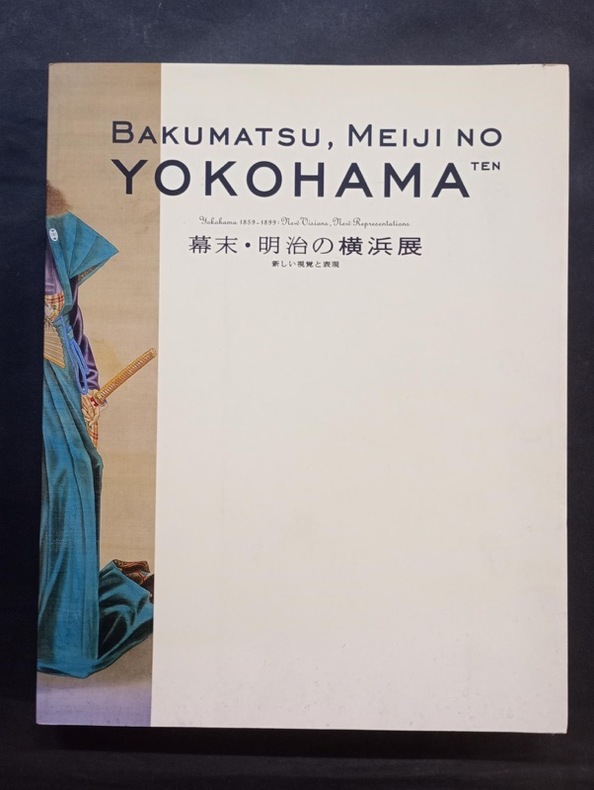 BAKUMATSU, MEIJI NO
YOKOHAMA TEN
Yokohama 1859-1899: New Visions, New Representations
幕末・明治の横浜展
新しい視覚と表現